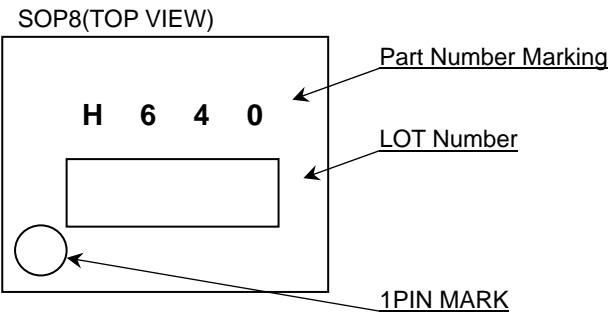 SOP8(TOP VIEW)
Part Number Marking
H 6 4 0
LOT Number
1PIN MARK